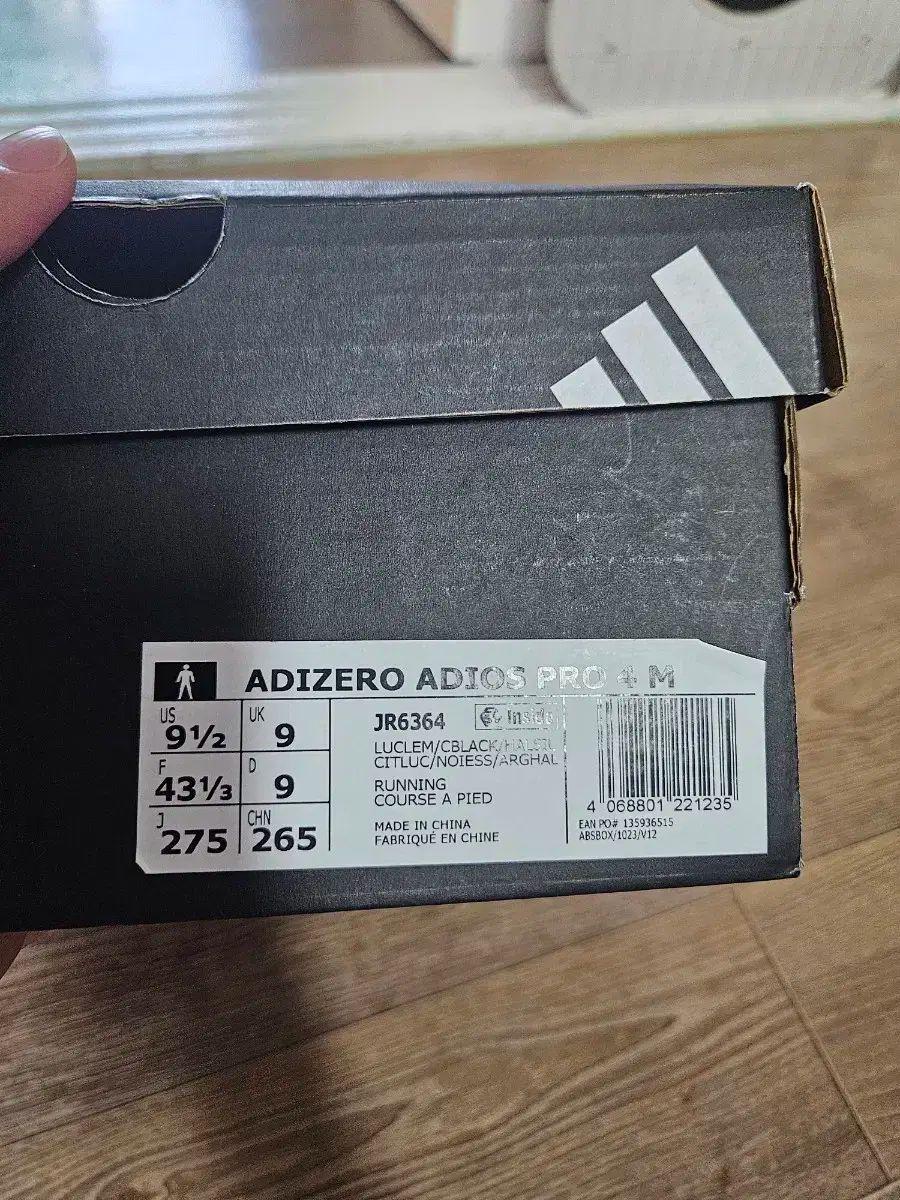 ADIZERO ADIOS PRO 4 M
US 9½ UK 9
F 43⅓ D 9
J 275 CHN 265
JR6364 Inside
LUCLEM/CBLACK/HALSIL
CITLUC/NOIESS/ARGHAL
RUNNING
COURSE A PIED
MADE IN CHINA
FABRIQUÉ EN CHINE
4 068801 221235
EAN PO# 135936515
ABSBOX/1023/V12